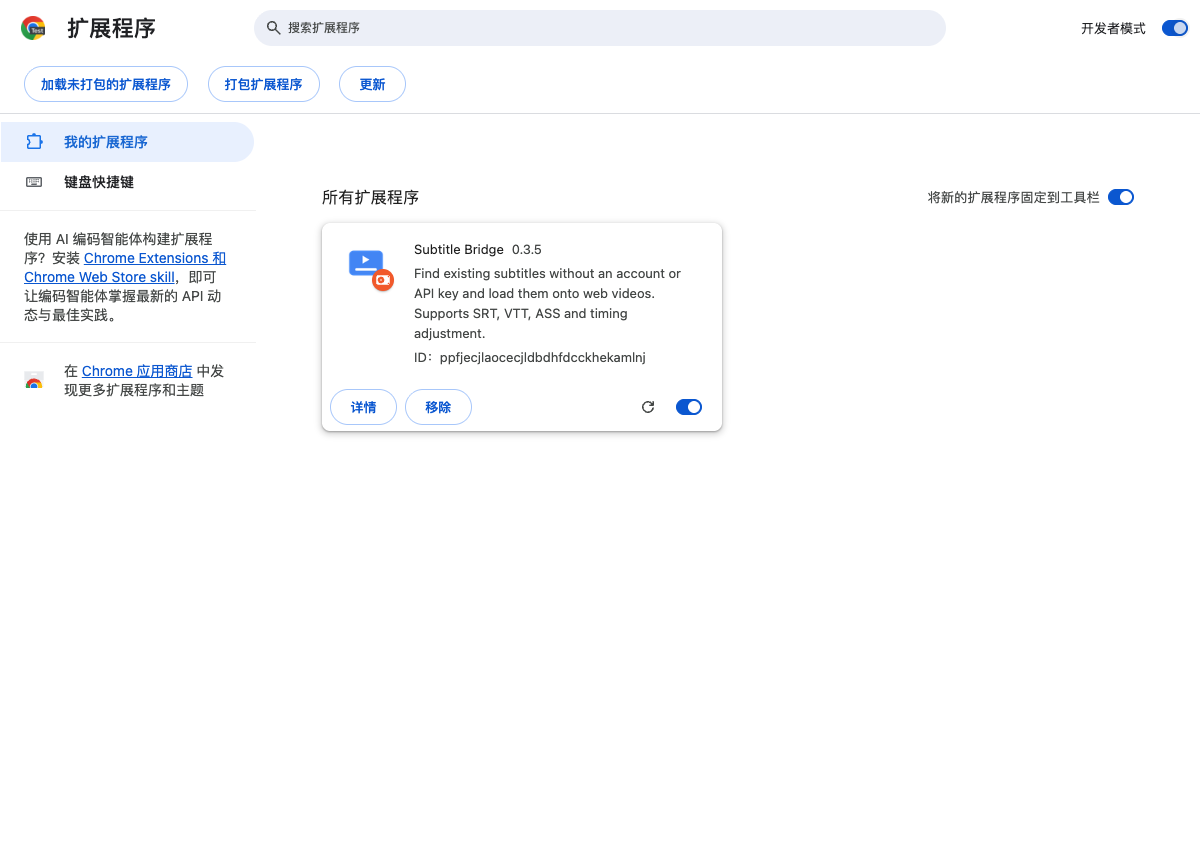 扩展程序
搜索扩展程序
开发者模式
加载未打包的扩展程序
打包扩展程序
更新
我的扩展程序
键盘快捷键
使用 AI 编码智能体构建扩展程
序？安装 Chrome Extensions 和
Chrome Web Store skill，即可
让编码智能体掌握最新的 API 动
态与最佳实践。
在 Chrome 应用商店 中发
现更多扩展程序和主题
所有扩展程序
将新的扩展程序固定到工具栏
Subtitle Bridge 0.3.5
Find existing subtitles without an account or
API key and load them onto web videos.
Supports SRT, VTT, ASS and timing
adjustment.
ID：ppfjecjlaocecjldbdhfdcckhekamlnj
详情
移除